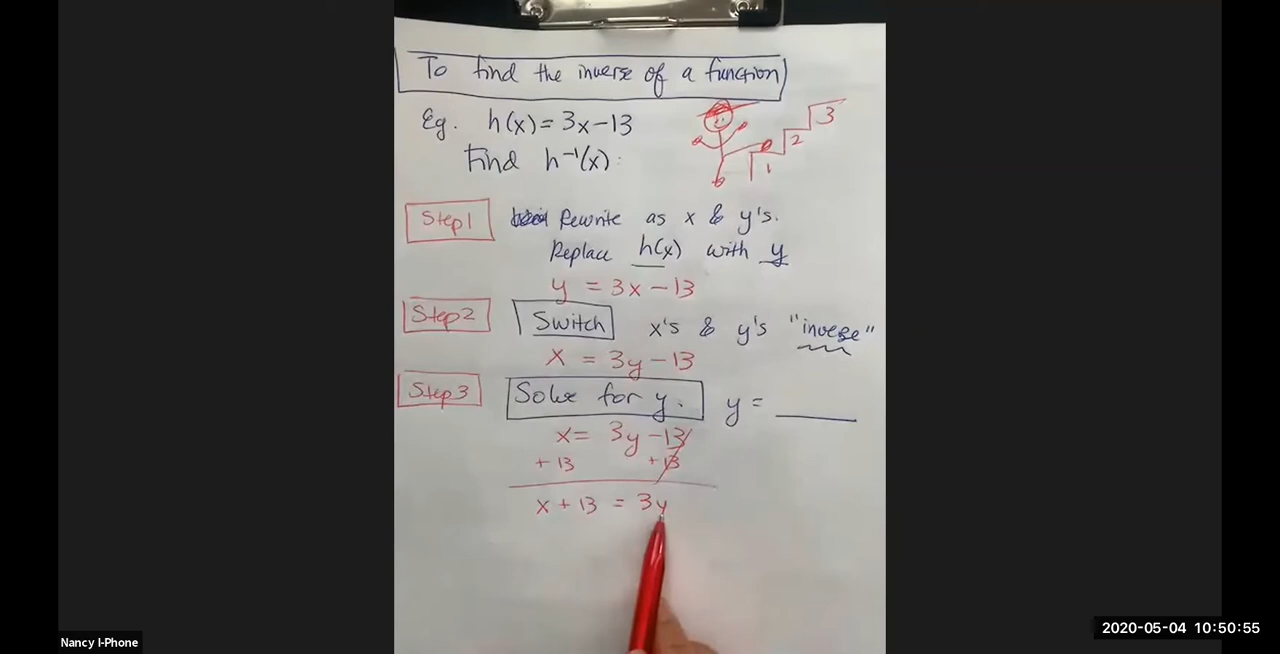 To find the inverse of a function
Eg. h(x) = 3x - 13
Find h⁻¹(x).
1 2 3
Step 1 Rewrite as x & y's.
Replace h(x) with y
y = 3x - 13
Step 2 Switch x's & y's "inverse"
x = 3y - 13
Step 3 Solve for y. y = ____
x = 3y - 13
+ 13 + 13
x + 13 = 3y
Nancy I-Phone
2020-05-04 10:50:55